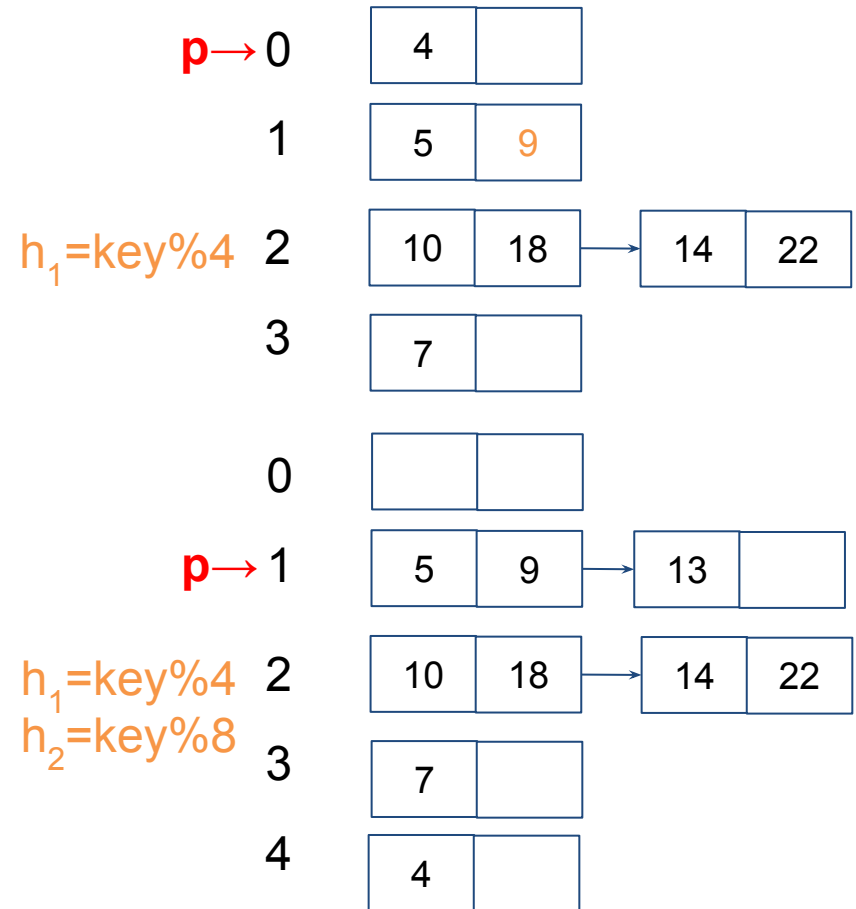 p→ 0 4
1 5 9
h₁=key%4 2 10 18 → 14 22
3 7
0
p→ 1 5 9 → 13
h₁=key%4 2 10 18 → 14 22
h₂=key%8
3 7
4 4